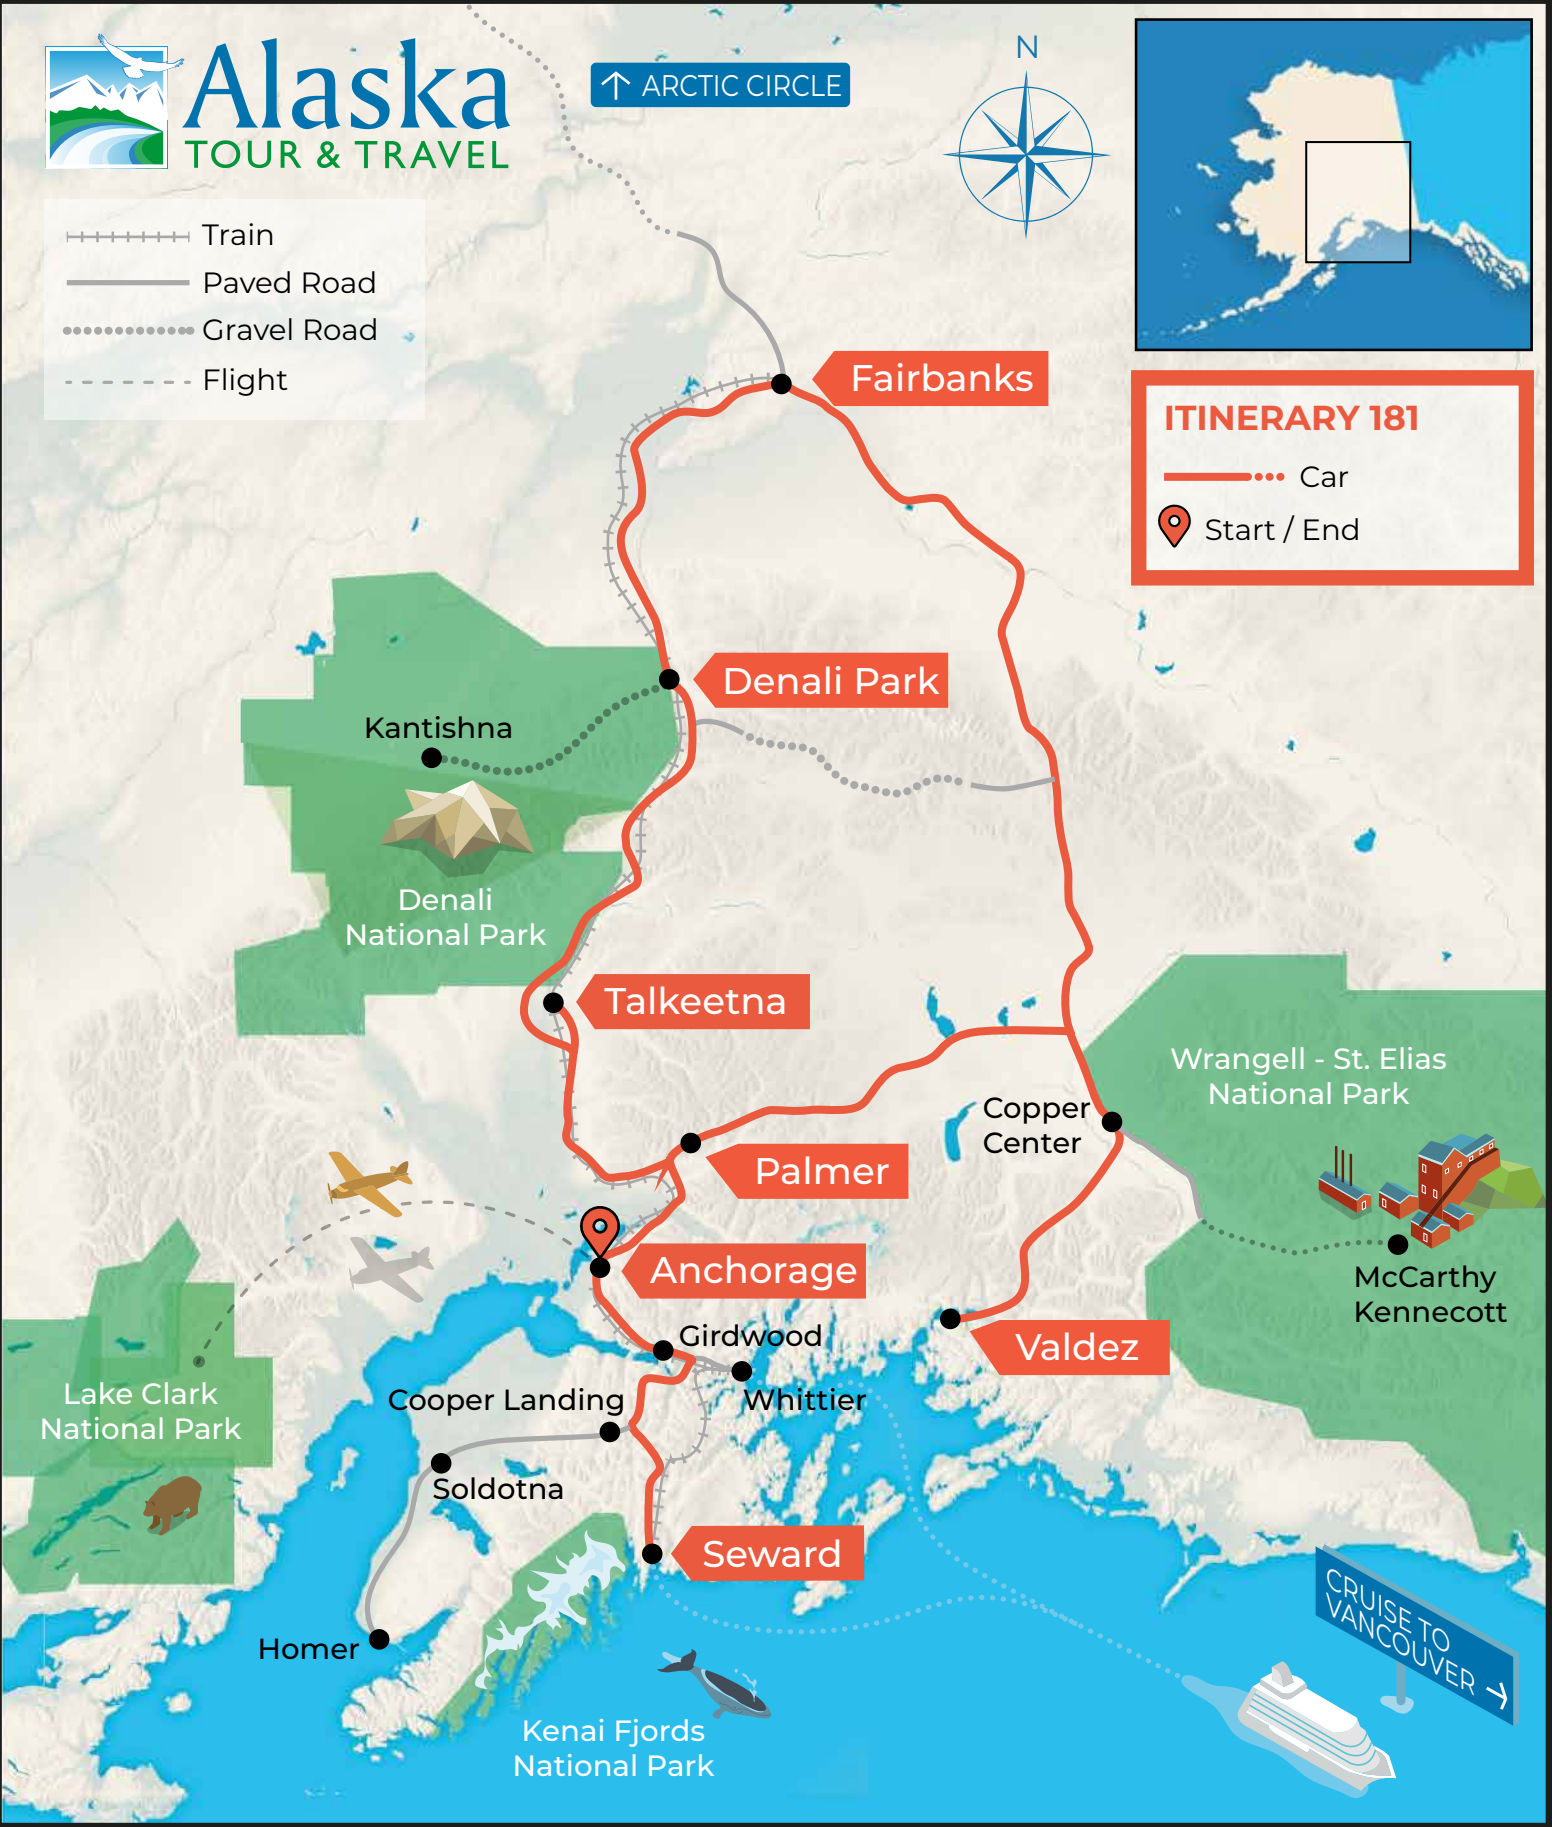 Alaska
TOUR & TRAVEL
↑ ARCTIC CIRCLE
N
Train
Paved Road
Gravel Road
Flight
ITINERARY 181
Car
Start / End
Fairbanks
Denali Park
Kantishna
Denali
National Park
Talkeetna
Wrangell - St. Elias
National Park
Copper
Center
Palmer
Anchorage
McCarthy
Kennecott
Girdwood
Valdez
Whittier
Cooper Landing
Lake Clark
National Park
Soldotna
Seward
Homer
CRUISE TO
VANCOUVER →
Kenai Fjords
National Park